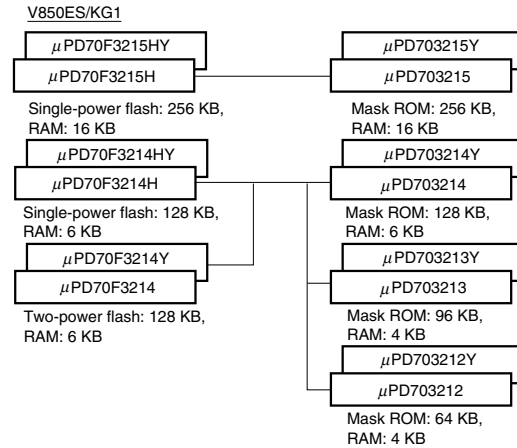 V850ES/KG1
μPD70F3215HY
μPD70F3215H
Single-power flash: 256 KB,
RAM: 16 KB
μPD703215Y
μPD703215
Mask ROM: 256 KB,
RAM: 16 KB
μPD70F3214HY
μPD70F3214H
Single-power flash: 128 KB,
RAM: 6 KB
μPD703214Y
μPD703214
Mask ROM: 128 KB,
RAM: 6 KB
μPD70F3214Y
μPD70F3214
Two-power flash: 128 KB,
RAM: 6 KB
μPD703213Y
μPD703213
Mask ROM: 96 KB,
RAM: 4 KB
μPD703212Y
μPD703212
Mask ROM: 64 KB,
RAM: 4 KB